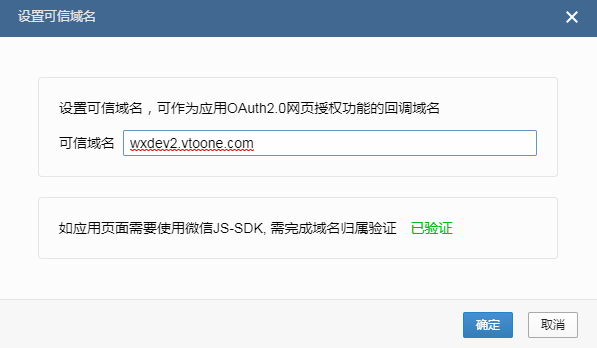 设置可信域名
设置可信域名，可作为应用OAuth2.0网页授权功能的回调域名
可信域名 wxdev2.vtoone.com
如应用页面需要使用微信JS-SDK, 需完成域名归属验证 已验证
确定 取消